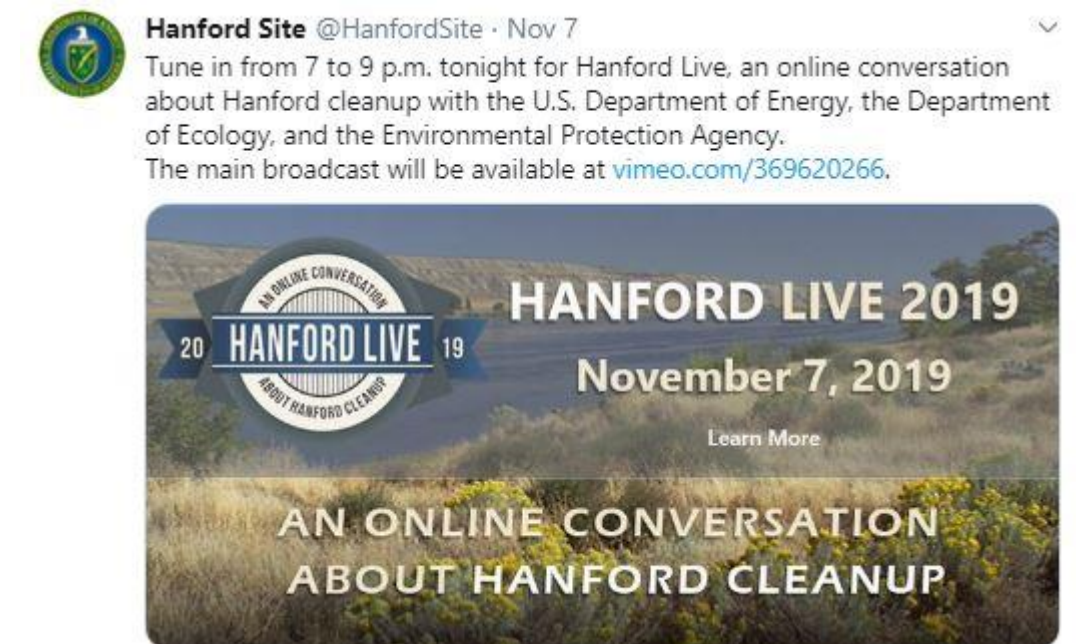 Hanford Site @HanfordSite · Nov 7
Tune in from 7 to 9 p.m. tonight for Hanford Live, an online conversation
about Hanford cleanup with the U.S. Department of Energy, the Department
of Ecology, and the Environmental Protection Agency.
The main broadcast will be available at vimeo.com/369620266.
AN ONLINE CONVERSATION
20 HANFORD LIVE 19
ABOUT HANFORD CLEANUP
HANFORD LIVE 2019
November 7, 2019
Learn More
AN ONLINE CONVERSATION
ABOUT HANFORD CLEANUP